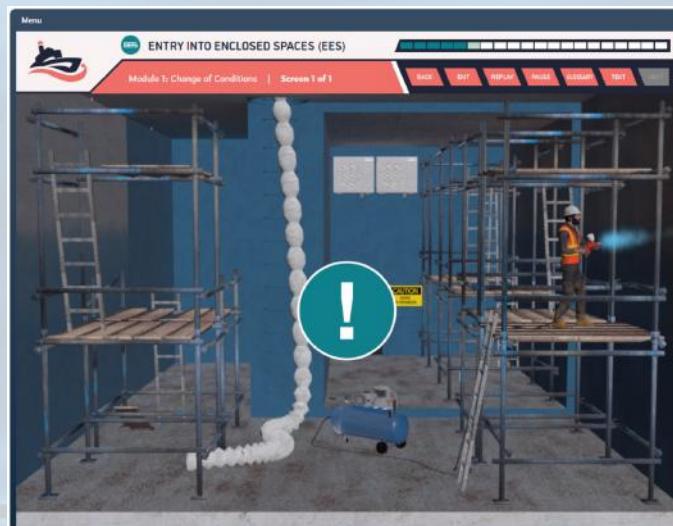 Menu
EES
ENTRY INTO ENCLOSED SPACES (EES)
Module 1: Change of Conditions | Screen 1 of 1
BACK
EXIT
REPLAY
PAUSE
GLOSSARY
TEXT
!
CAUTION